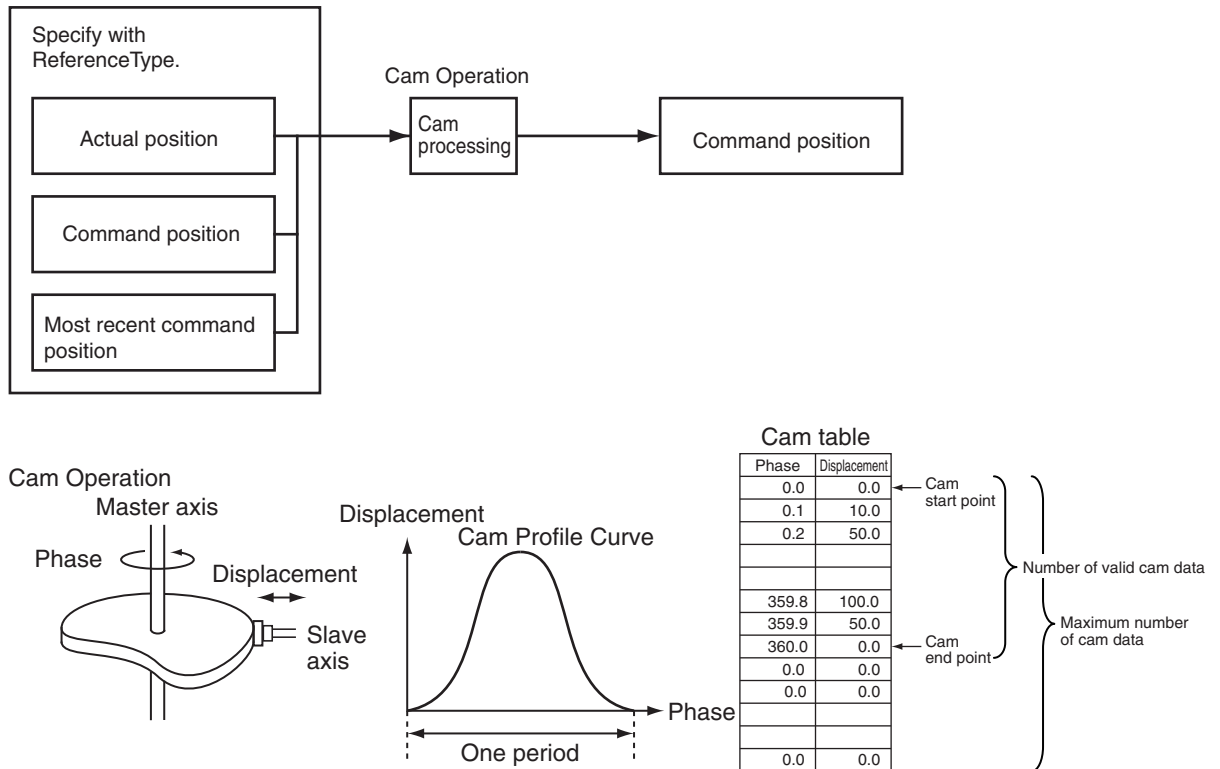 Specify with
ReferenceType.
Actual position
Command position
Most recent command
position
Cam Operation
Cam
processing
Command position
Cam Operation
Master axis
Phase
Displacement
Slave
axis
Displacement
Cam Profile Curve
Phase
One period
Cam table
Phase Displacement
0.0 0.0
0.1 10.0
0.2 50.0
359.8 100.0
359.9 50.0
360.0 0.0
0.0 0.0
0.0 0.0
0.0 0.0
Cam
start point
Cam
end point
Number of valid cam data
Maximum number
of cam data